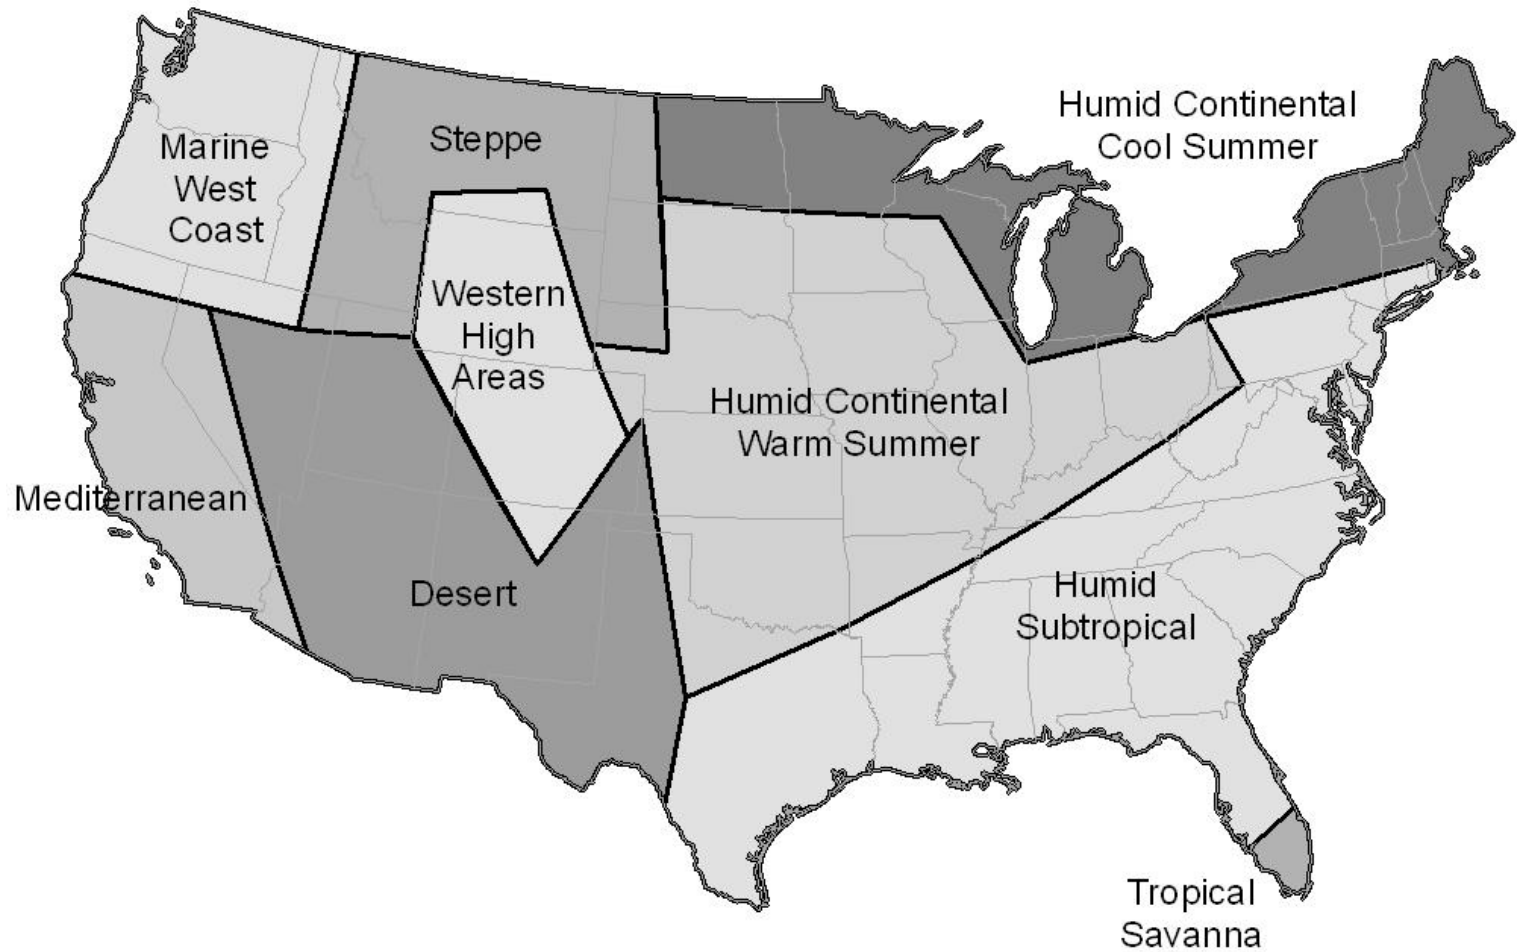 Humid Continental
Cool Summer
Steppe
Marine
West
Coast
Western
High
Areas
Humid Continental
Warm Summer
Mediterranean
Desert
Humid
Subtropical
Tropical
Savanna